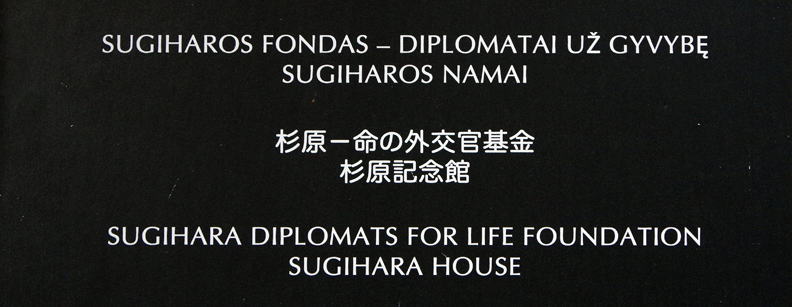 SUGIHAROS FONDAS – DIPLOMATAI UŽ GYVYBĘ
SUGIHAROS NAMAI
杉原－命の外交官基金
杉原記念館
SUGIHARA DIPLOMATS FOR LIFE FOUNDATION
SUGIHARA HOUSE